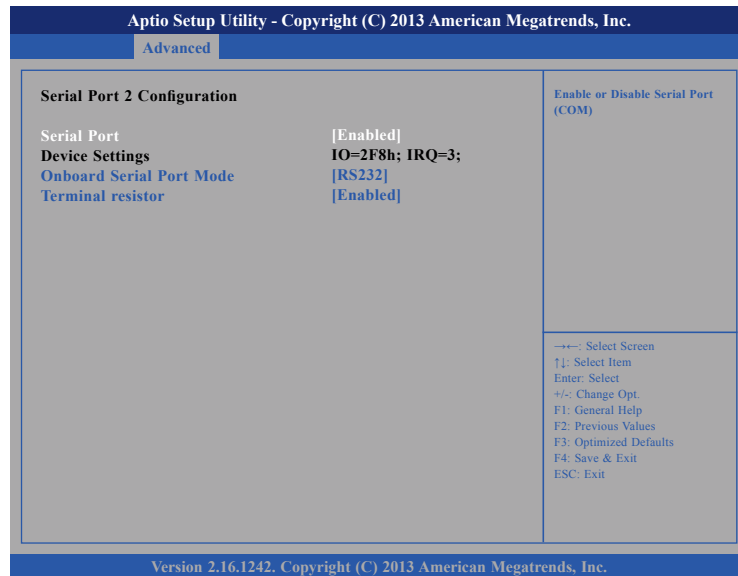 Aptio Setup Utility - Copyright (C) 2013 American Megatrends, Inc.
Advanced
Serial Port 2 Configuration
Serial Port [Enabled]
Device Settings IO=2F8h; IRQ=3;
Onboard Serial Port Mode [RS232]
Terminal resistor [Enabled]
Enable or Disable Serial Port
(COM)
→←: Select Screen
↑↓: Select Item
Enter: Select
+/-: Change Opt.
F1: General Help
F2: Previous Values
F3: Optimized Defaults
F4: Save & Exit
ESC: Exit
Version 2.16.1242. Copyright (C) 2013 American Megatrends, Inc.